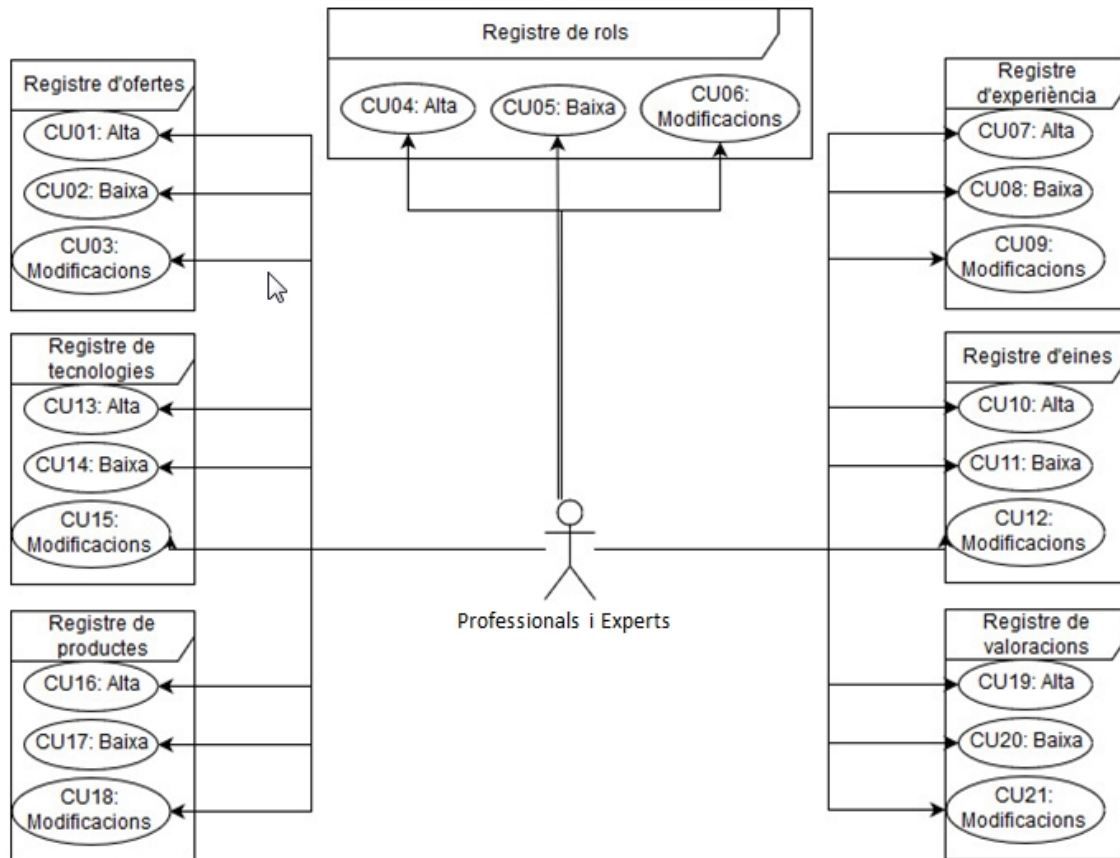 Registre d'ofertes
CU01: Alta
CU02: Baixa
CU03:
Modificacions
Registre de rols
CU04: Alta
CU05: Baixa
CU06:
Modificacions
Registre
d'experiència
CU07: Alta
CU08: Baixa
CU09:
Modificacions
Registre de
tecnologies
CU13: Alta
CU14: Baixa
CU15:
Modificacions
Registre d'eines
CU10: Alta
CU11: Baixa
CU12:
Modificacions
Professionals i Experts
Registre de
productes
CU16: Alta
CU17: Baixa
CU18:
Modificacions
Registre de
valoracions
CU19: Alta
CU20: Baixa
CU21:
Modificacions